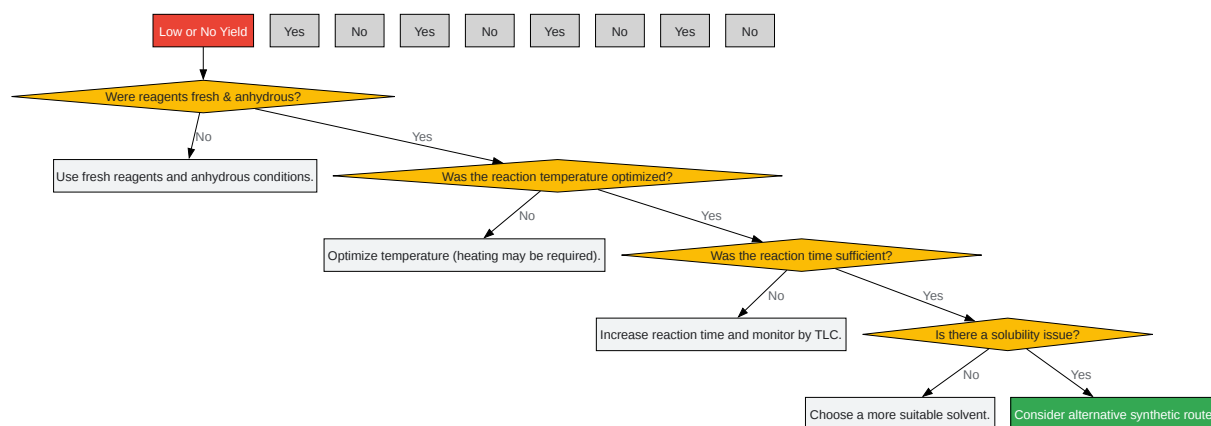 Low or No Yield
Yes
No
Yes
No
Yes
No
Yes
No
Were reagents fresh & anhydrous?
No
Yes
Use fresh reagents and anhydrous conditions.
Was the reaction temperature optimized?
No
Yes
Optimize temperature (heating may be required).
Was the reaction time sufficient?
No
Yes
Increase reaction time and monitor by TLC.
Is there a solubility issue?
No
Yes
Choose a more suitable solvent.
Consider alternative synthetic route